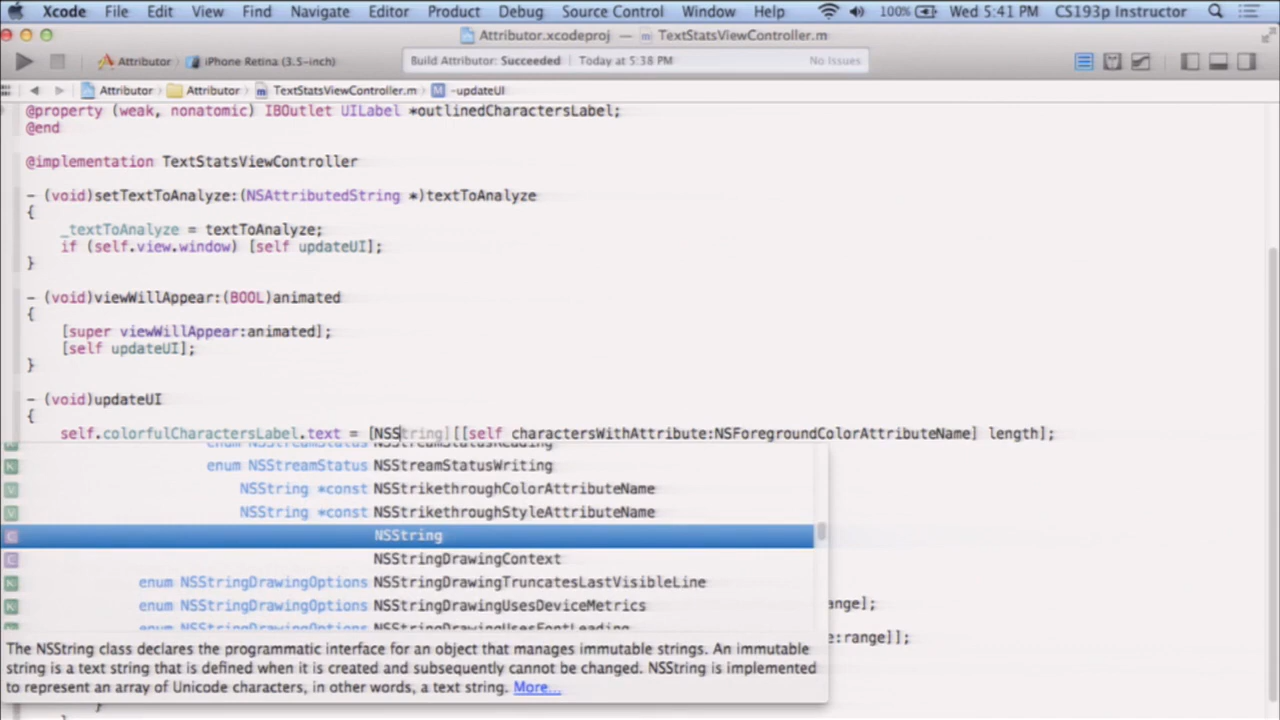 Xcode File Edit View Find Navigate Editor Product Debug Source Control Window Help 100% Wed 5:41 PM CS193p Instructor
Attributor.xcodeproj — TextStatsViewController.m
Attributor iPhone Retina (3.5-inch) Build Attributor: Succeeded Today at 5:38 PM No Issues
Attributor Attributor TextStatsViewController.m M -updateUI
@property (weak, nonatomic) IBOutlet UILabel *outlinedCharactersLabel;
@end
@implementation TextStatsViewController
- (void)setTextToAnalyze:(NSAttributedString *)textToAnalyze
{
_textToAnalyze = textToAnalyze;
if (self.view.window) [self updateUI];
}
- (void)viewWillAppear:(BOOL)animated
{
[super viewWillAppear:animated];
[self updateUI];
}
- (void)updateUI
{
self.colorfulCharactersLabel.text = [NSString][[self charactersWithAttribute:NSForegroundColorAttributeName] length];
enum NSStreamStatus NSStreamStatusReading
K enum NSStreamStatus NSStreamStatusWriting
V NSString *const NSStrikethroughColorAttributeName
V NSString *const NSStrikethroughStyleAttributeName
C NSString
C NSStringDrawingContext
K enum NSStringDrawingOptions NSStringDrawingTruncatesLastVisibleLine
K enum NSStringDrawingOptions NSStringDrawingUsesDeviceMetrics ange];
enum NSStringDrawingOptions NSStringDrawingUsesFontLeading
e:range]];
The NSString class declares the programmatic interface for an object that manages immutable strings. An immutable
string is a text string that is defined when it is created and subsequently cannot be changed. NSString is implemented
to represent an array of Unicode characters, in other words, a text string. More...
}